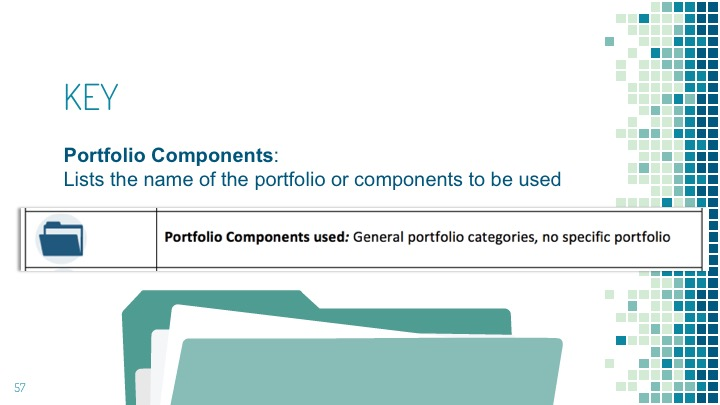 KEY
Portfolio Components:
Lists the name of the portfolio or components to be used
Portfolio Components used: General portfolio categories, no specific portfolio
57